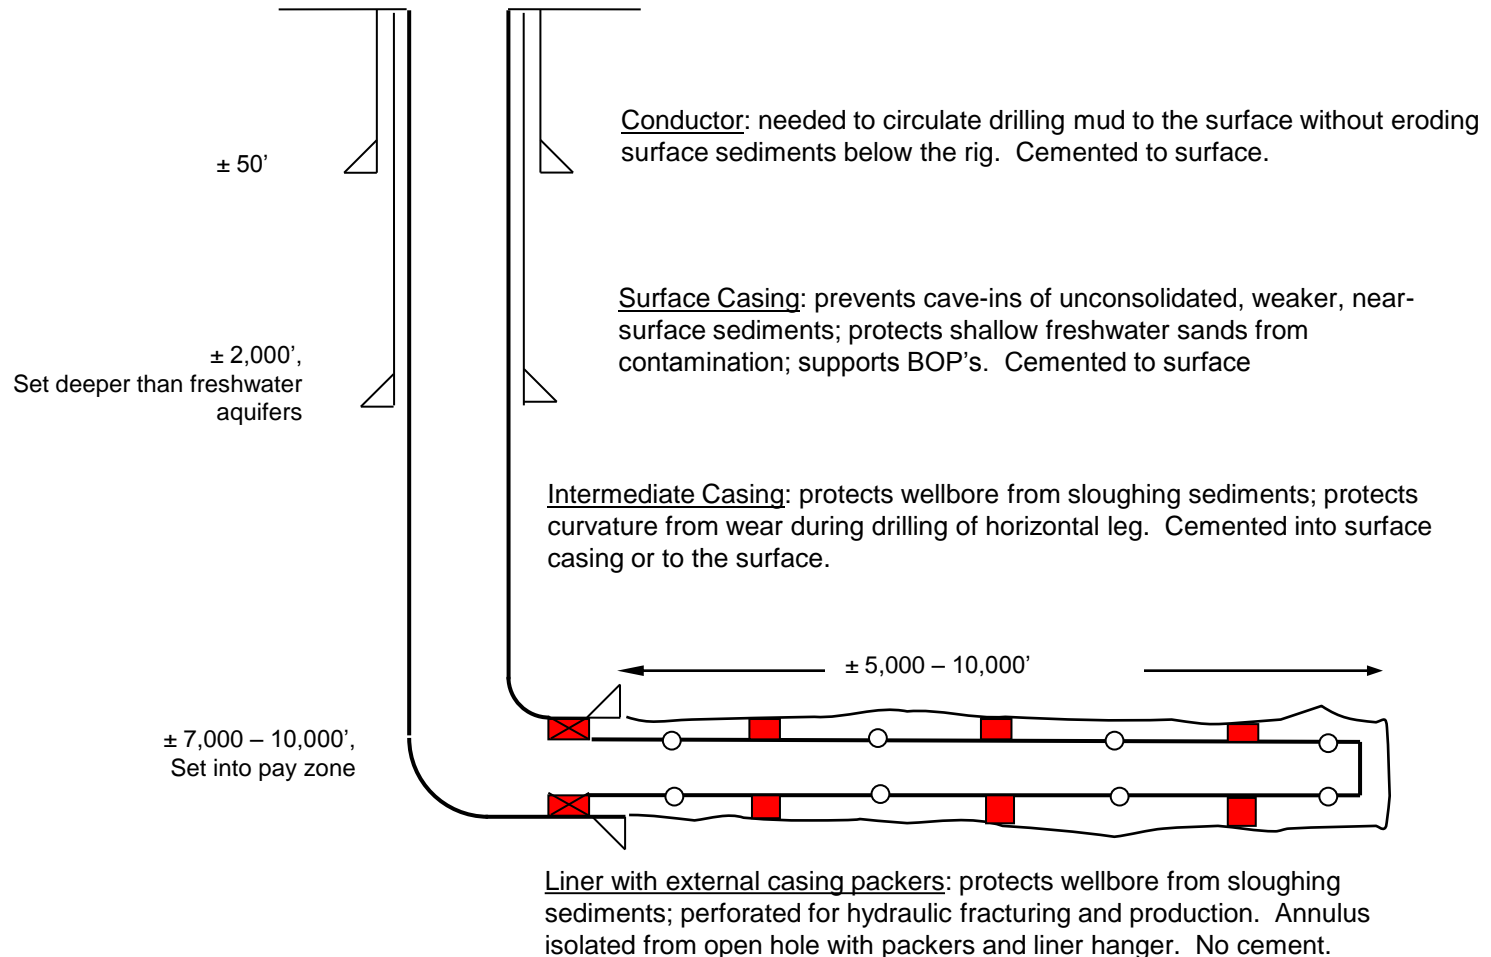 Conductor: needed to circulate drilling mud to the surface without eroding
surface sediments below the rig.  Cemented to surface.
± 50’
Surface Casing: prevents cave-ins of unconsolidated, weaker, near-
surface sediments; protects shallow freshwater sands from
contamination; supports BOP’s.  Cemented to surface
± 2,000’,
Set deeper than freshwater
aquifers
Intermediate Casing: protects wellbore from sloughing sediments; protects
curvature from wear during drilling of horizontal leg.  Cemented into surface
casing or to the surface.
± 5,000 – 10,000’
± 7,000 – 10,000’,
Set into pay zone
Liner with external casing packers: protects wellbore from sloughing
sediments; perforated for hydraulic fracturing and production.  Annulus
isolated from open hole with packers and liner hanger.  No cement.